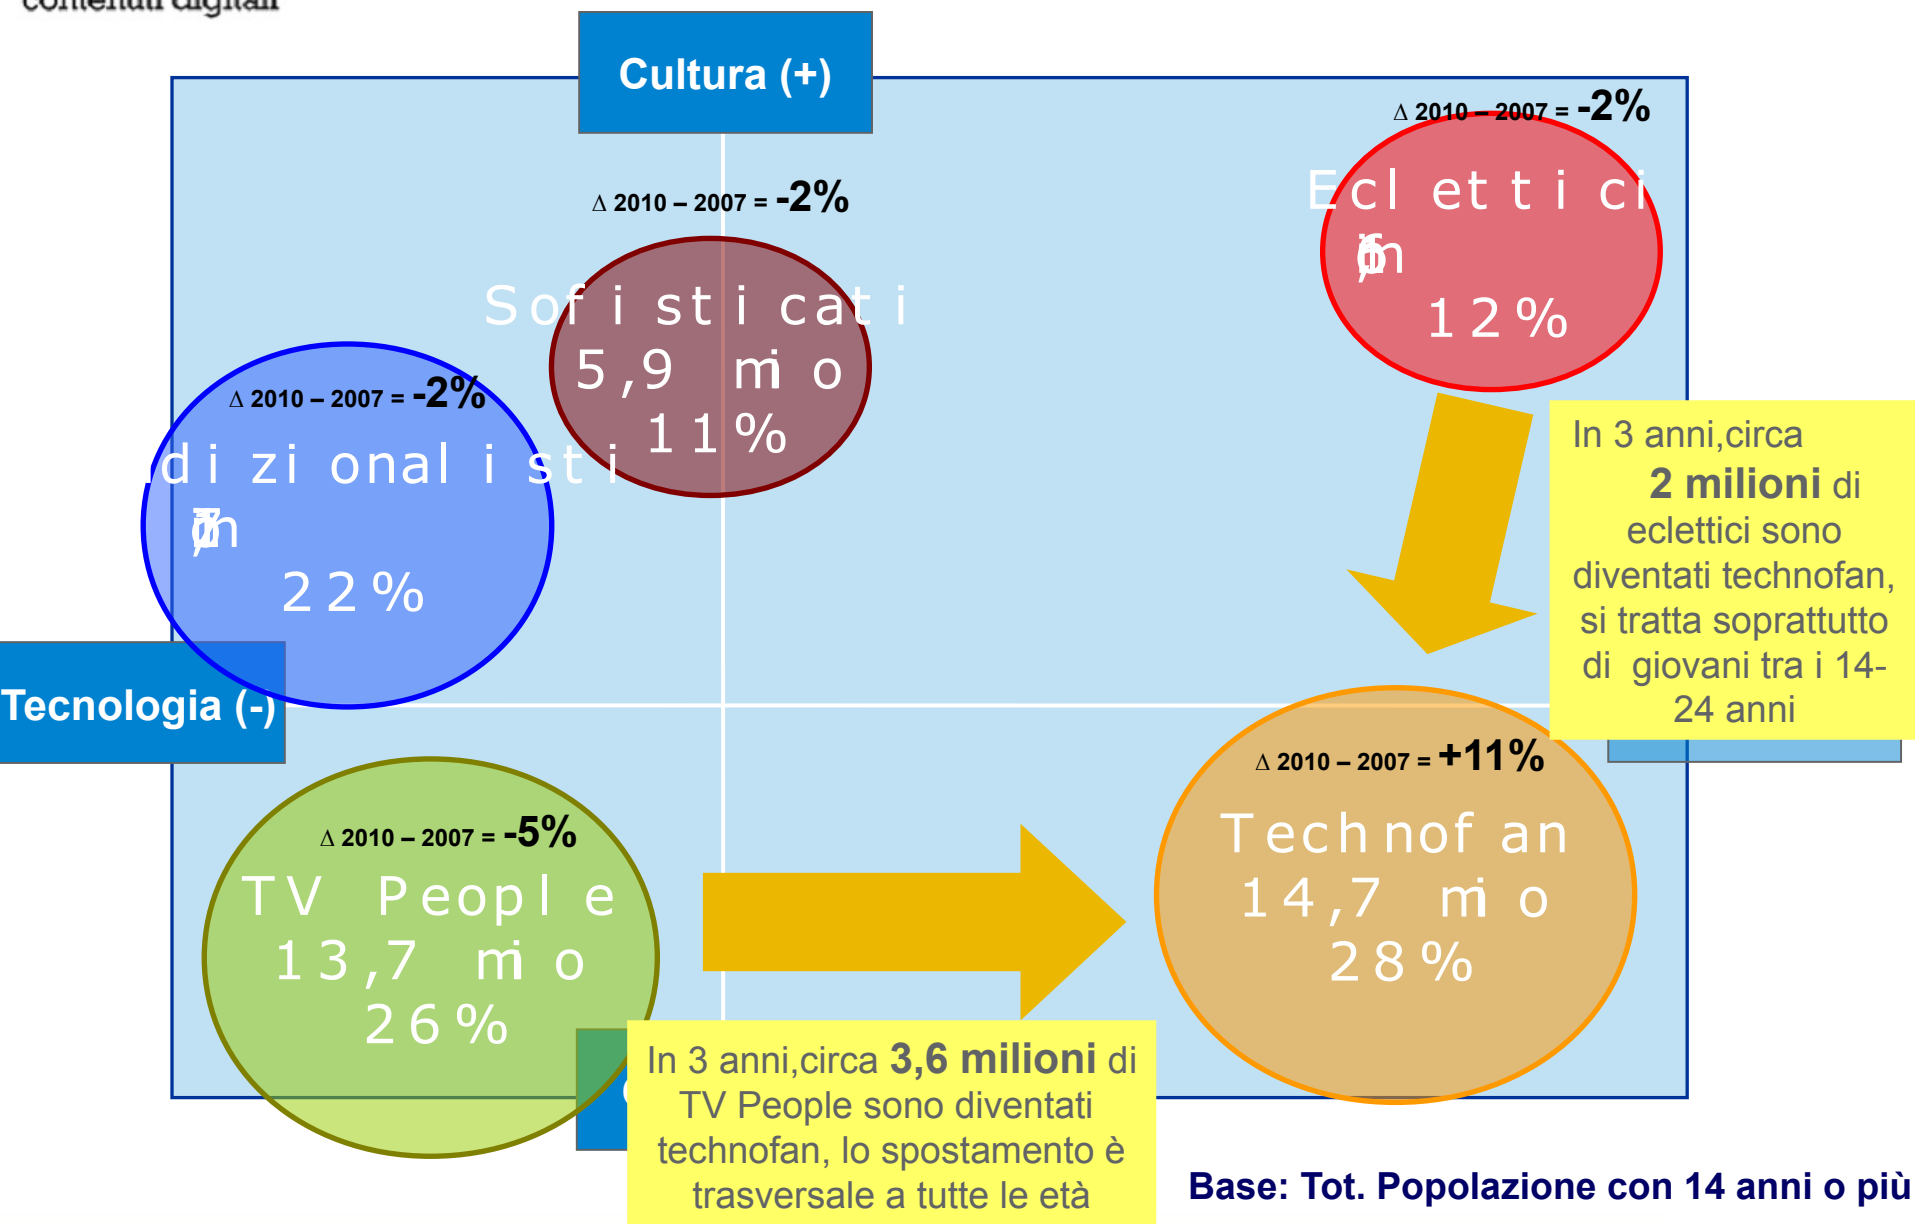 contenuti digitali
Cultura (+)
Δ 2010 – 2007 = -2%
Eclettici
12%
Δ 2010 – 2007 = -2%
Sofisticati
5,9 mio
11%
Δ 2010 – 2007 = -2%
dizionalisti
22%
In 3 anni,circa
2 milioni di
eclettici sono
diventati technofan,
si tratta soprattutto
di giovani tra i 14-
24 anni
Tecnologia (-)
Δ 2010 – 2007 = +11%
Technofan
14,7 mio
28%
Δ 2010 – 2007 = -5%
TV People
13,7 mio
26%
In 3 anni,circa 3,6 milioni di
TV People sono diventati
technofan, lo spostamento è
trasversale a tutte le età
Base: Tot. Popolazione con 14 anni o più